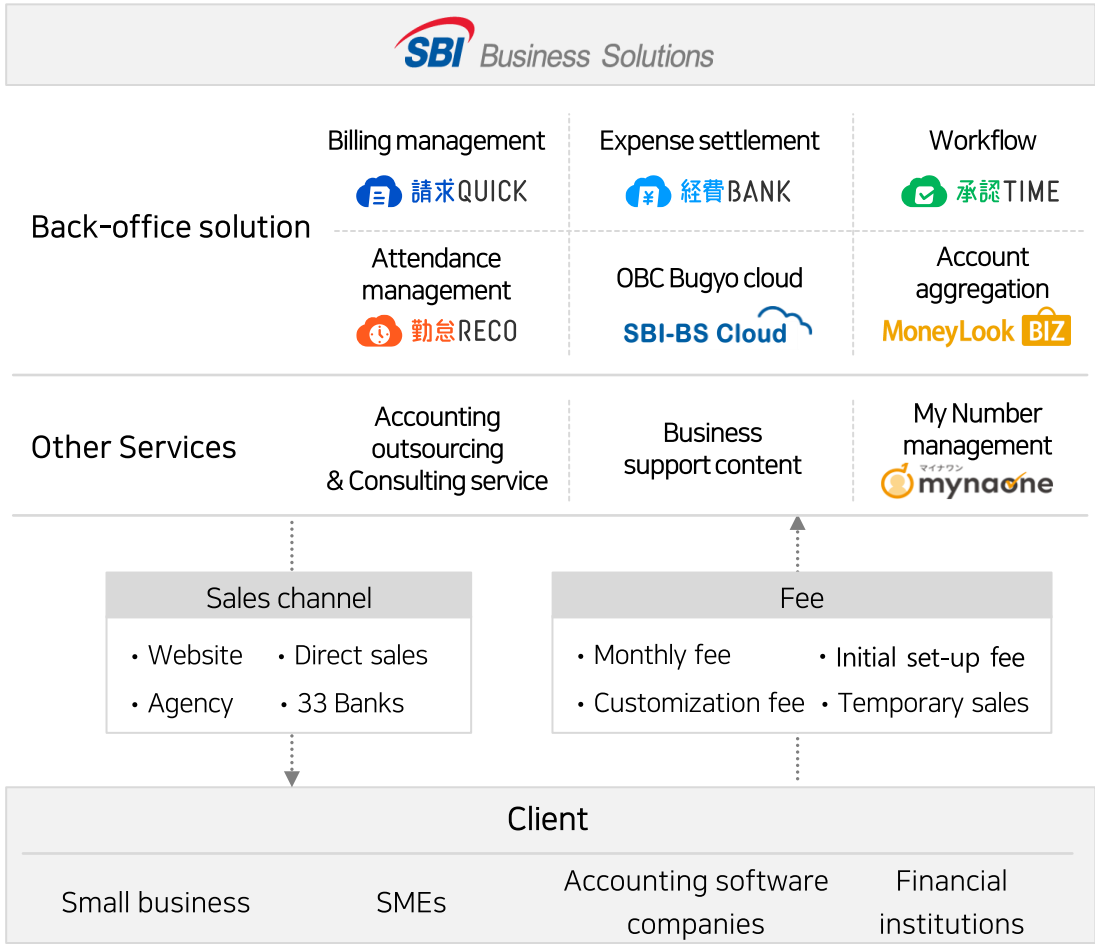 SBI Business Solutions
Back-office solution
Billing management
請求QUICK
Expense settlement
経費BANK
Workflow
承認TIME
Attendance
management
勤怠RECO
OBC Bugyo cloud
SBI-BS Cloud
Account
aggregation
MoneyLook BIZ
Other Services
Accounting
outsourcing
& Consulting service
Business
support content
My Number
management
マイナワン
mynaone
Sales channel
・Website ・Direct sales
・Agency ・33 Banks
Fee
・Monthly fee ・Initial set-up fee
・Customization fee ・Temporary sales
Client
Small business
SMEs
Accounting software
companies
Financial
institutions